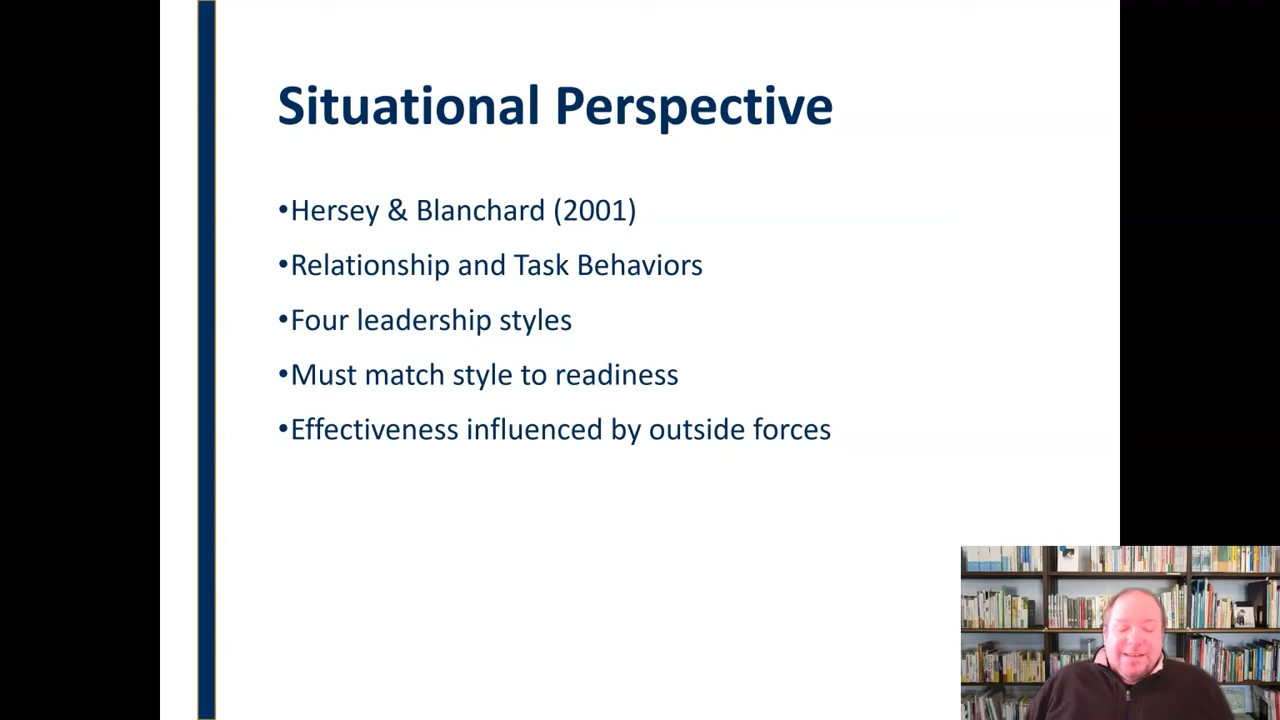 Situational Perspective
•Hersey & Blanchard (2001)
•Relationship and Task Behaviors
•Four leadership styles
•Must match style to readiness
•Effectiveness influenced by outside forces